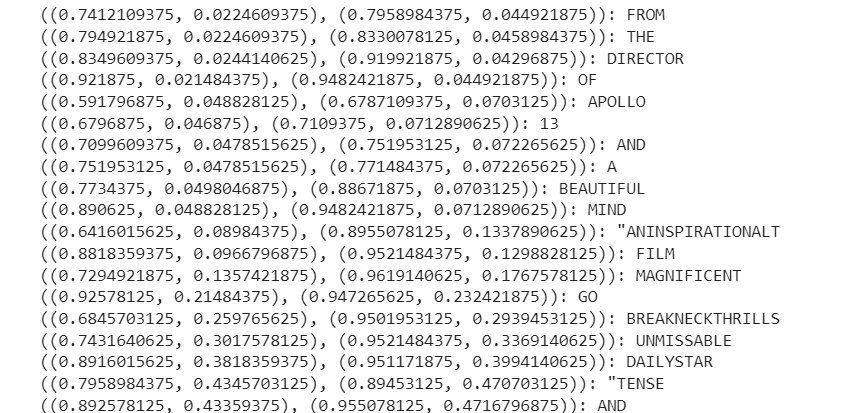 ((0.7412109375, 0.0224609375), (0.7958984375, 0.044921875)): FROM
((0.794921875, 0.0224609375), (0.8330078125, 0.0458984375)): THE
((0.8349609375, 0.0244140625), (0.919921875, 0.04296875)): DIRECTOR
((0.921875, 0.021484375), (0.9482421875, 0.044921875)): OF
((0.591796875, 0.048828125), (0.6787109375, 0.0703125)): APOLLO
((0.6796875, 0.046875), (0.7109375, 0.0712890625)): 13
((0.7099609375, 0.0478515625), (0.751953125, 0.072265625)): AND
((0.751953125, 0.0478515625), (0.771484375, 0.072265625)): A
((0.7734375, 0.0498046875), (0.88671875, 0.0703125)): BEAUTIFUL
((0.890625, 0.048828125), (0.9482421875, 0.0712890625)): MIND
((0.6416015625, 0.08984375), (0.8955078125, 0.1337890625)): "ANINSPIRATIONALT
((0.8818359375, 0.0966796875), (0.9521484375, 0.1298828125)): FILM
((0.7294921875, 0.1357421875), (0.9619140625, 0.1767578125)): MAGNIFICENT
((0.92578125, 0.21484375), (0.947265625, 0.232421875)): GO
((0.6845703125, 0.259765625), (0.9501953125, 0.2939453125)): BREAKNECKTHRILLS
((0.7431640625, 0.3017578125), (0.9521484375, 0.3369140625)): UNMISSABLE
((0.8916015625, 0.3818359375), (0.951171875, 0.3994140625)): DAILYSTAR
((0.7958984375, 0.4345703125), (0.89453125, 0.470703125)): "TENSE
((0.892578125, 0.43359375), (0.955078125, 0.4716796875)): AND